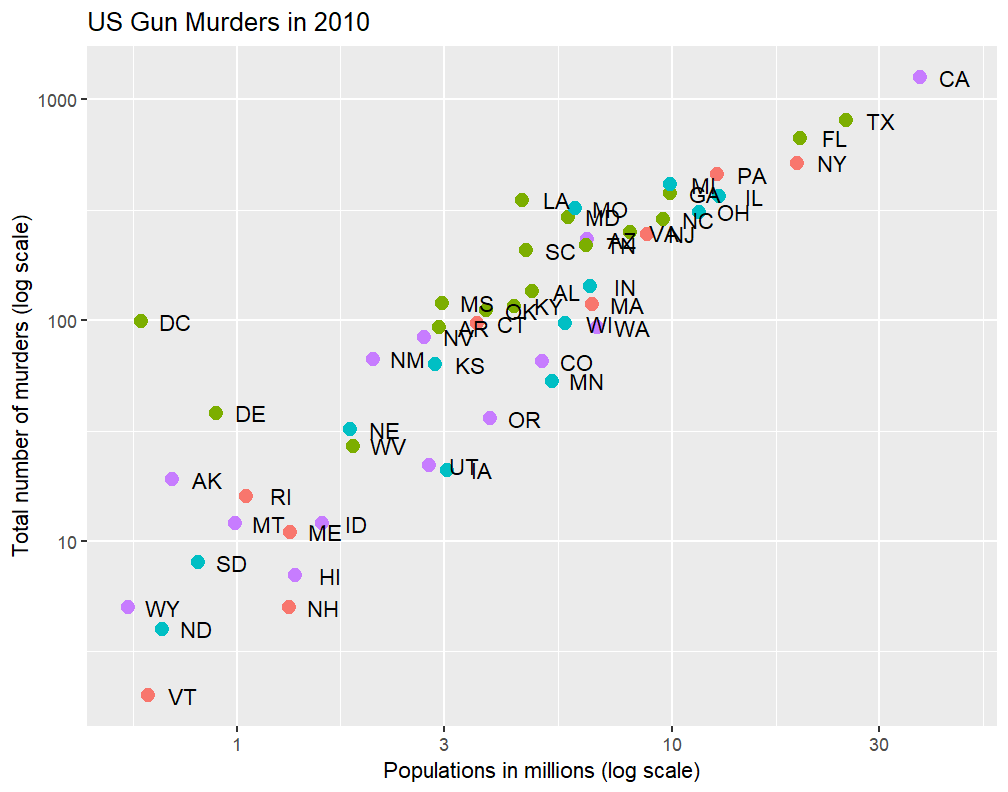 US Gun Murders in 2010
Total number of murders (log scale)
1000
100
10
CA
TX
FL
NY
PA
MI
GA
IL
LA
MO
MD
OH
NC
VA
NJ
AZ
TN
SC
IN
AL
MS
MA
KY
OK
DC
CT
WI
WA
AR
NV
NM
KS
CO
MN
DE
OR
NE
WV
UT
IA
AK
RI
MT
ID
ME
SD
HI
WY
NH
ND
VT
1
3
10
30
Populations in millions (log scale)